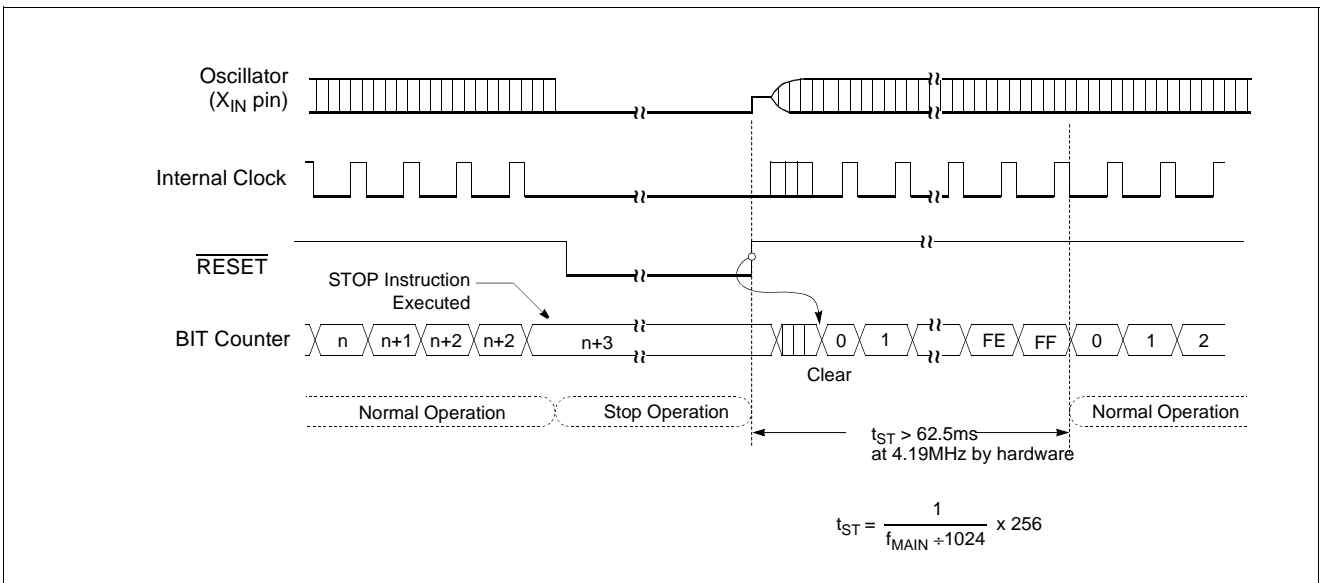 Oscillator
(XIN pin)
Internal Clock
RESET
STOP Instruction
Executed
BIT Counter
n n+1 n+2 n+2 n+3 0 1 FE FF 0 1 2
Clear
Normal Operation Stop Operation Normal Operation
tST > 62.5ms
at 4.19MHz by hardware
tST = 1 / fMAIN ÷1024 x 256